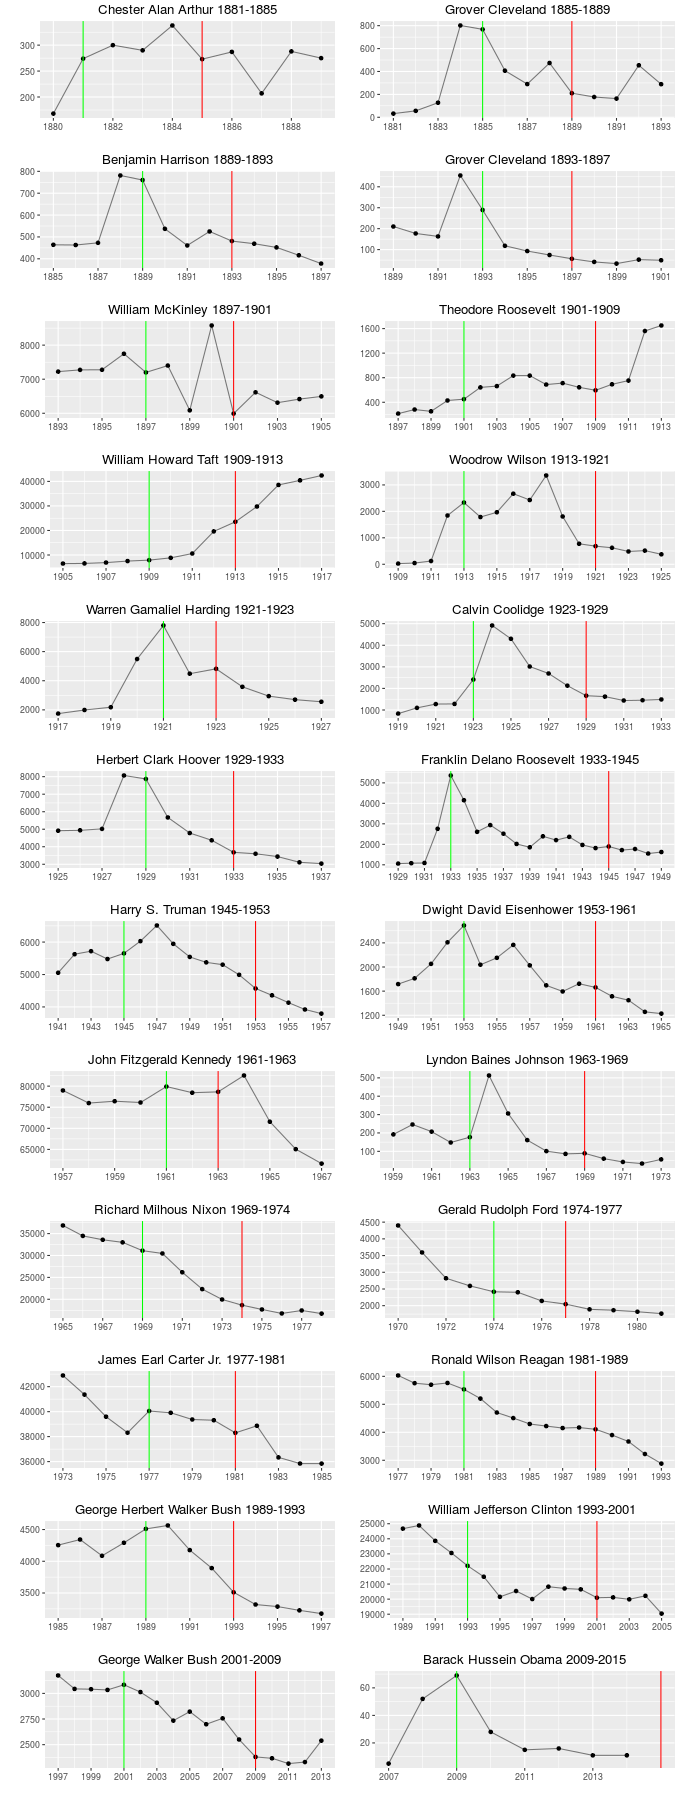 Chester Alan Arthur 1881-1885
300
250
200
1880 1882 1884 1886 1888
Grover Cleveland 1885-1889
800
600
400
200
0
1881 1883 1885 1887 1889 1891 1893
Benjamin Harrison 1889-1893
800
700
600
500
400
1885 1887 1889 1891 1893 1895 1897
Grover Cleveland 1893-1897
400
300
200
100
1889 1891 1893 1895 1897 1899 1901
William McKinley 1897-1901
8000
7000
6000
1893 1895 1897 1899 1901 1903 1905
Theodore Roosevelt 1901-1909
1600
1200
800
400
1897 1899 1901 1903 1905 1907 1909 1911 1913
William Howard Taft 1909-1913
40000
30000
20000
10000
1905 1907 1909 1911 1913 1915 1917
Woodrow Wilson 1913-1921
3000
2000
1000
0
1909 1911 1913 1915 1917 1919 1921 1923 1925
Warren Gamaliel Harding 1921-1923
8000
6000
4000
2000
1917 1919 1921 1923 1925 1927
Calvin Coolidge 1923-1929
5000
4000
3000
2000
1000
1919 1921 1923 1925 1927 1929 1931 1933
Herbert Clark Hoover 1929-1933
8000
7000
6000
5000
4000
3000
1925 1927 1929 1931 1933 1935 1937
Franklin Delano Roosevelt 1933-1945
5000
4000
3000
2000
1000
1929 1931 1933 1935 1937 1939 1941 1943 1945 1947 1949
Harry S. Truman 1945-1953
6000
5000
4000
1941 1943 1945 1947 1949 1951 1953 1955 1957
Dwight David Eisenhower 1953-1961
2400
2000
1600
1200
1949 1951 1953 1955 1957 1959 1961 1963 1965
John Fitzgerald Kennedy 1961-1963
80000
75000
70000
65000
1957 1959 1961 1963 1965 1967
Lyndon Baines Johnson 1963-1969
500
400
300
200
100
1959 1961 1963 1965 1967 1969 1971 1973
Richard Milhous Nixon 1969-1974
35000
30000
25000
20000
1965 1967 1969 1971 1973 1975 1977
Gerald Rudolph Ford 1974-1977
4500
4000
3500
3000
2500
2000
1970 1972 1974 1976 1978 1980
James Earl Carter Jr. 1977-1981
42000
40000
38000
36000
1973 1975 1977 1979 1981 1983 1985
Ronald Wilson Reagan 1981-1989
6000
5000
4000
3000
1977 1979 1981 1983 1985 1987 1989 1991 1993
George Herbert Walker Bush 1989-1993
4500
4000
3500
1985 1987 1989 1991 1993 1995 1997
William Jefferson Clinton 1993-2001
25000
24000
23000
22000
21000
20000
19000
1989 1991 1993 1995 1997 1999 2001 2003 2005
George Walker Bush 2001-2009
3000
2750
2500
1997 1999 2001 2003 2005 2007 2009 2011 2013
Barack Hussein Obama 2009-2015
60
40
20
2007 2009 2011 2013